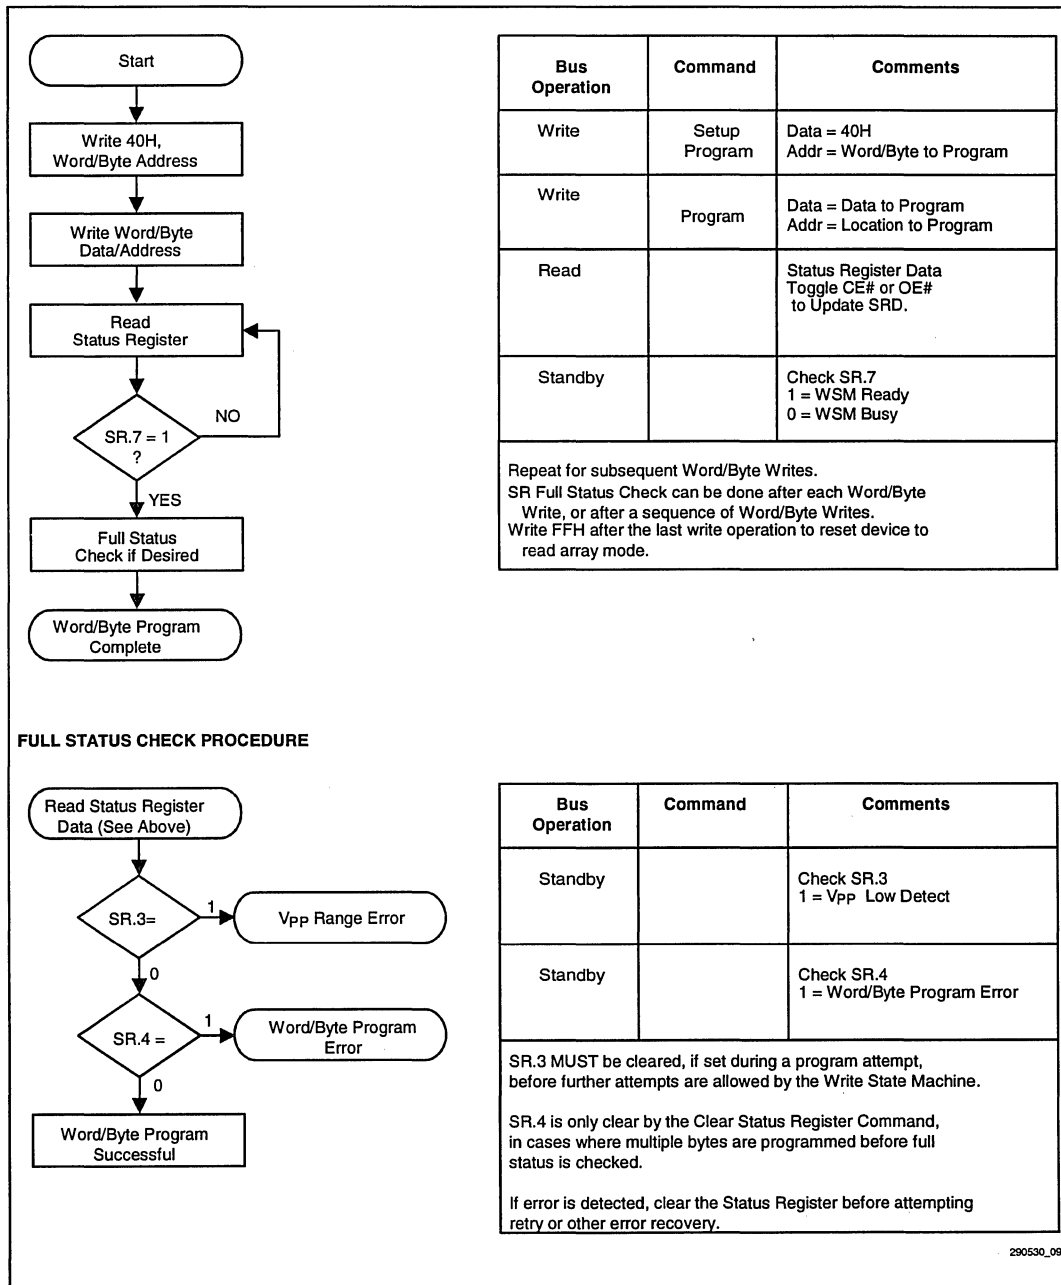 Start
Write 40H,
Word/Byte Address
Write Word/Byte
Data/Address
Read
Status Register
NO
SR.7 = 1
?
YES
Full Status
Check if Desired
Word/Byte Program
Complete
Bus
Operation
Command
Comments
Write
Setup
Program
Data = 40H
Addr = Word/Byte to Program
Write
Program
Data = Data to Program
Addr = Location to Program
Read
Status Register Data
Toggle CE# or OE#
to Update SRD.
Standby
Check SR.7
1 = WSM Ready
0 = WSM Busy
Repeat for subsequent Word/Byte Writes.
SR Full Status Check can be done after each Word/Byte
Write, or after a sequence of Word/Byte Writes.
Write FFH after the last write operation to reset device to
read array mode.
FULL STATUS CHECK PROCEDURE
Read Status Register
Data (See Above)
SR.3=
1
VPP Range Error
0
SR.4 =
1
Word/Byte Program
Error
0
Word/Byte Program
Successful
Bus
Operation
Command
Comments
Standby
Check SR.3
1 = VPP Low Detect
Standby
Check SR.4
1 = Word/Byte Program Error
SR.3 MUST be cleared, if set during a program attempt,
before further attempts are allowed by the Write State Machine.
SR.4 is only clear by the Clear Status Register Command,
in cases where multiple bytes are programmed before full
status is checked.
If error is detected, clear the Status Register before attempting
retry or other error recovery.
290530_09